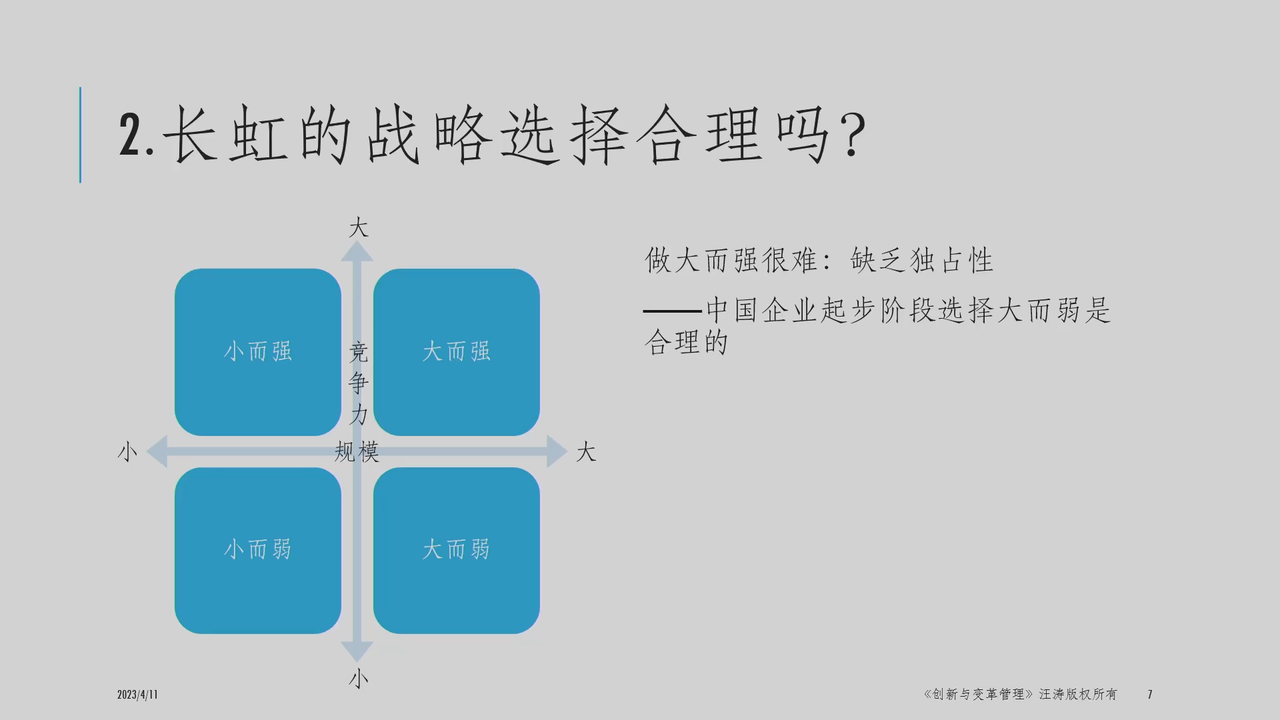 2.长虹的战略选择合理吗?
大
小而强
竞
争
力
大而强
小
规模
大
小而弱
大而弱
小
做大而强很难：缺乏独占性
——中国企业起步阶段选择大而弱是
合理的
2023/4/11
《创新与变革管理》汪涛版权所有
7